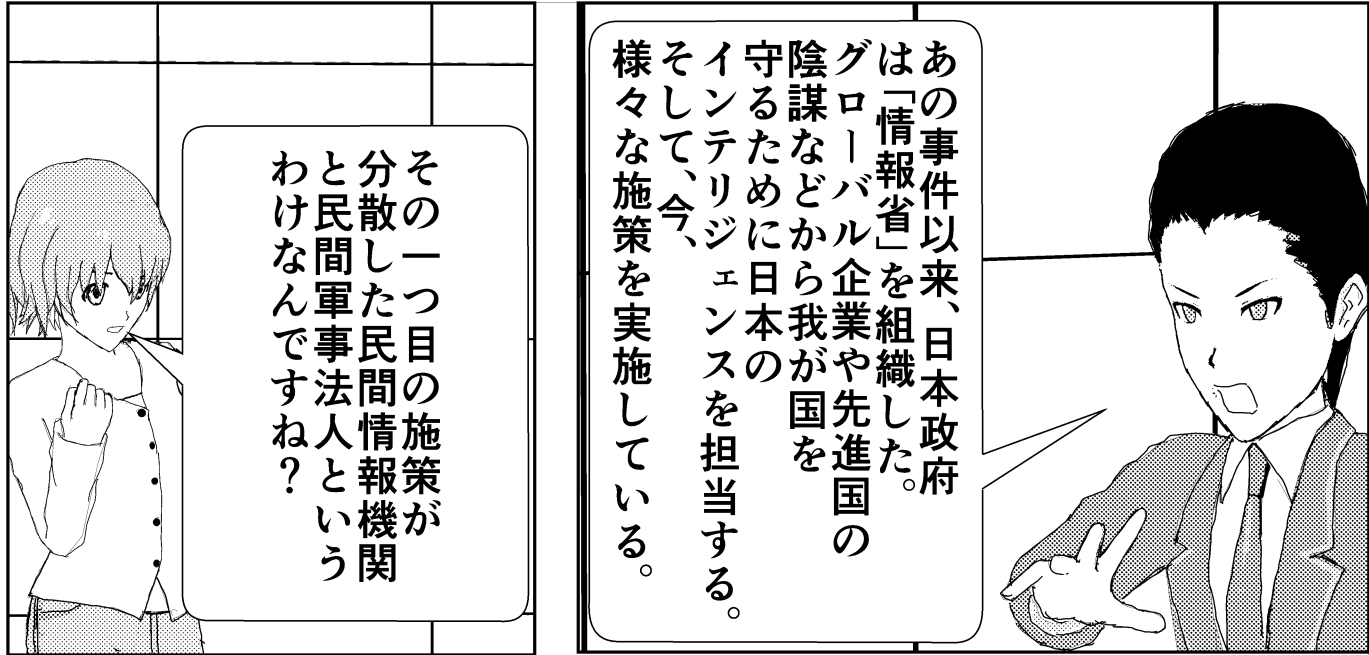 あの事件以来、日本政府
は「情報省」を組織した。
グローバル企業や先進国の
陰謀などから我が国を
守るために日本の
インテリジェンスを担当する。
そして、今、
様々な施策を実施している。
その一つ目の施策が
分散した民間情報機関
と民間軍事法人という
わけなんですね？